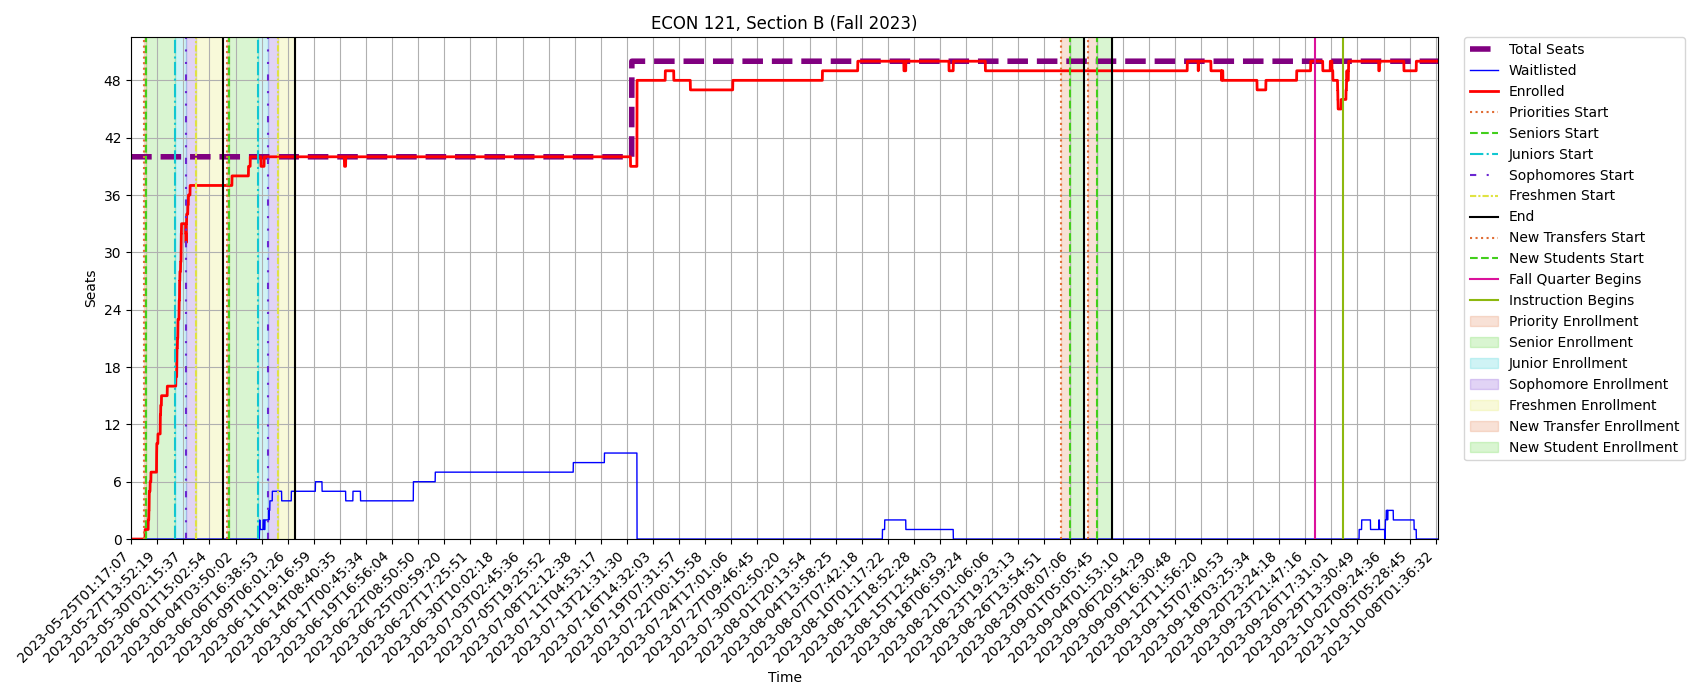 ECON 121, Section B (Fall 2023)
Seats
48
42
36
30
24
18
12
6
0
2023-05-25T01:17:07
2023-05-27T13:52:19
2023-05-30T02:15:37
2023-06-01T15:02:54
2023-06-04T03:50:02
2023-06-06T16:38:53
2023-06-09T06:01:26
2023-06-11T19:16:59
2023-06-14T08:40:35
2023-06-17T00:45:34
2023-06-19T16:56:04
2023-06-22T08:50:50
2023-06-25T00:59:20
2023-06-27T17:25:51
2023-06-30T10:02:18
2023-07-03T02:45:36
2023-07-05T19:25:52
2023-07-08T12:12:38
2023-07-11T04:53:17
2023-07-13T21:31:30
2023-07-16T14:32:03
2023-07-19T07:31:57
2023-07-22T00:15:58
2023-07-24T17:01:06
2023-07-27T09:46:45
2023-07-30T02:50:20
2023-08-01T20:13:54
2023-08-04T13:58:25
2023-08-07T07:42:18
2023-08-10T01:17:22
2023-08-12T18:52:28
2023-08-15T12:54:03
2023-08-18T06:59:24
2023-08-21T01:06:06
2023-08-23T19:23:13
2023-08-26T13:54:51
2023-08-29T08:07:06
2023-09-01T05:05:45
2023-09-04T01:53:10
2023-09-06T20:54:29
2023-09-09T16:30:48
2023-09-12T11:56:20
2023-09-15T07:40:53
2023-09-18T03:25:34
2023-09-20T23:24:18
2023-09-23T21:47:16
2023-09-26T17:31:01
2023-09-29T13:30:49
2023-10-02T09:24:36
2023-10-05T05:28:45
2023-10-08T01:36:32
Time
Total Seats
Waitlisted
Enrolled
Priorities Start
Seniors Start
Juniors Start
Sophomores Start
Freshmen Start
End
New Transfers Start
New Students Start
Fall Quarter Begins
Instruction Begins
Priority Enrollment
Senior Enrollment
Junior Enrollment
Sophomore Enrollment
Freshmen Enrollment
New Transfer Enrollment
New Student Enrollment